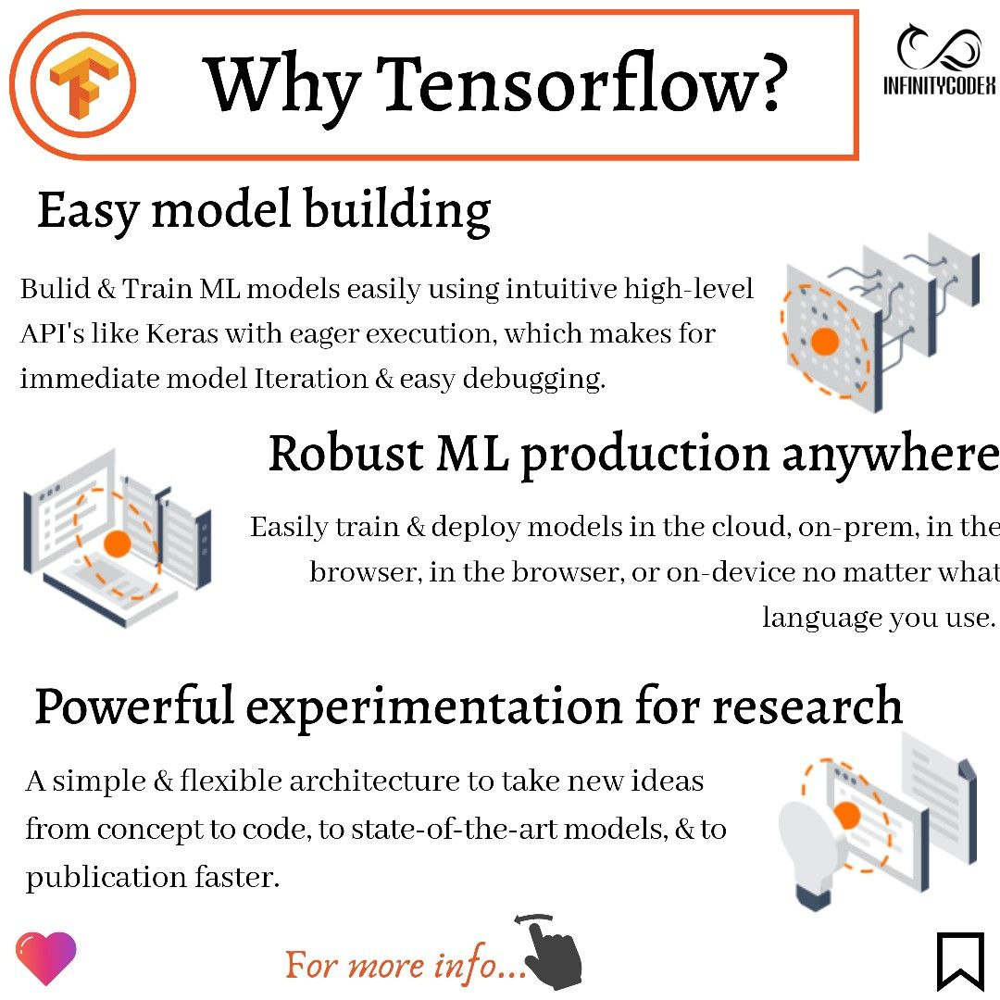 Why Tensorflow?
INFINITYCODEX
Easy model building
Bulid & Train ML models easily using intuitive high-level
API's like Keras with eager execution, which makes for
immediate model Iteration & easy debugging.
Robust ML production anywhere
Easily train & deploy models in the cloud, on-prem, in the
browser, in the browser, or on-device no matter what
language you use.
Powerful experimentation for research
A simple & flexible architecture to take new ideas
from concept to code, to state-of-the-art models, & to
publication faster.
For more info...